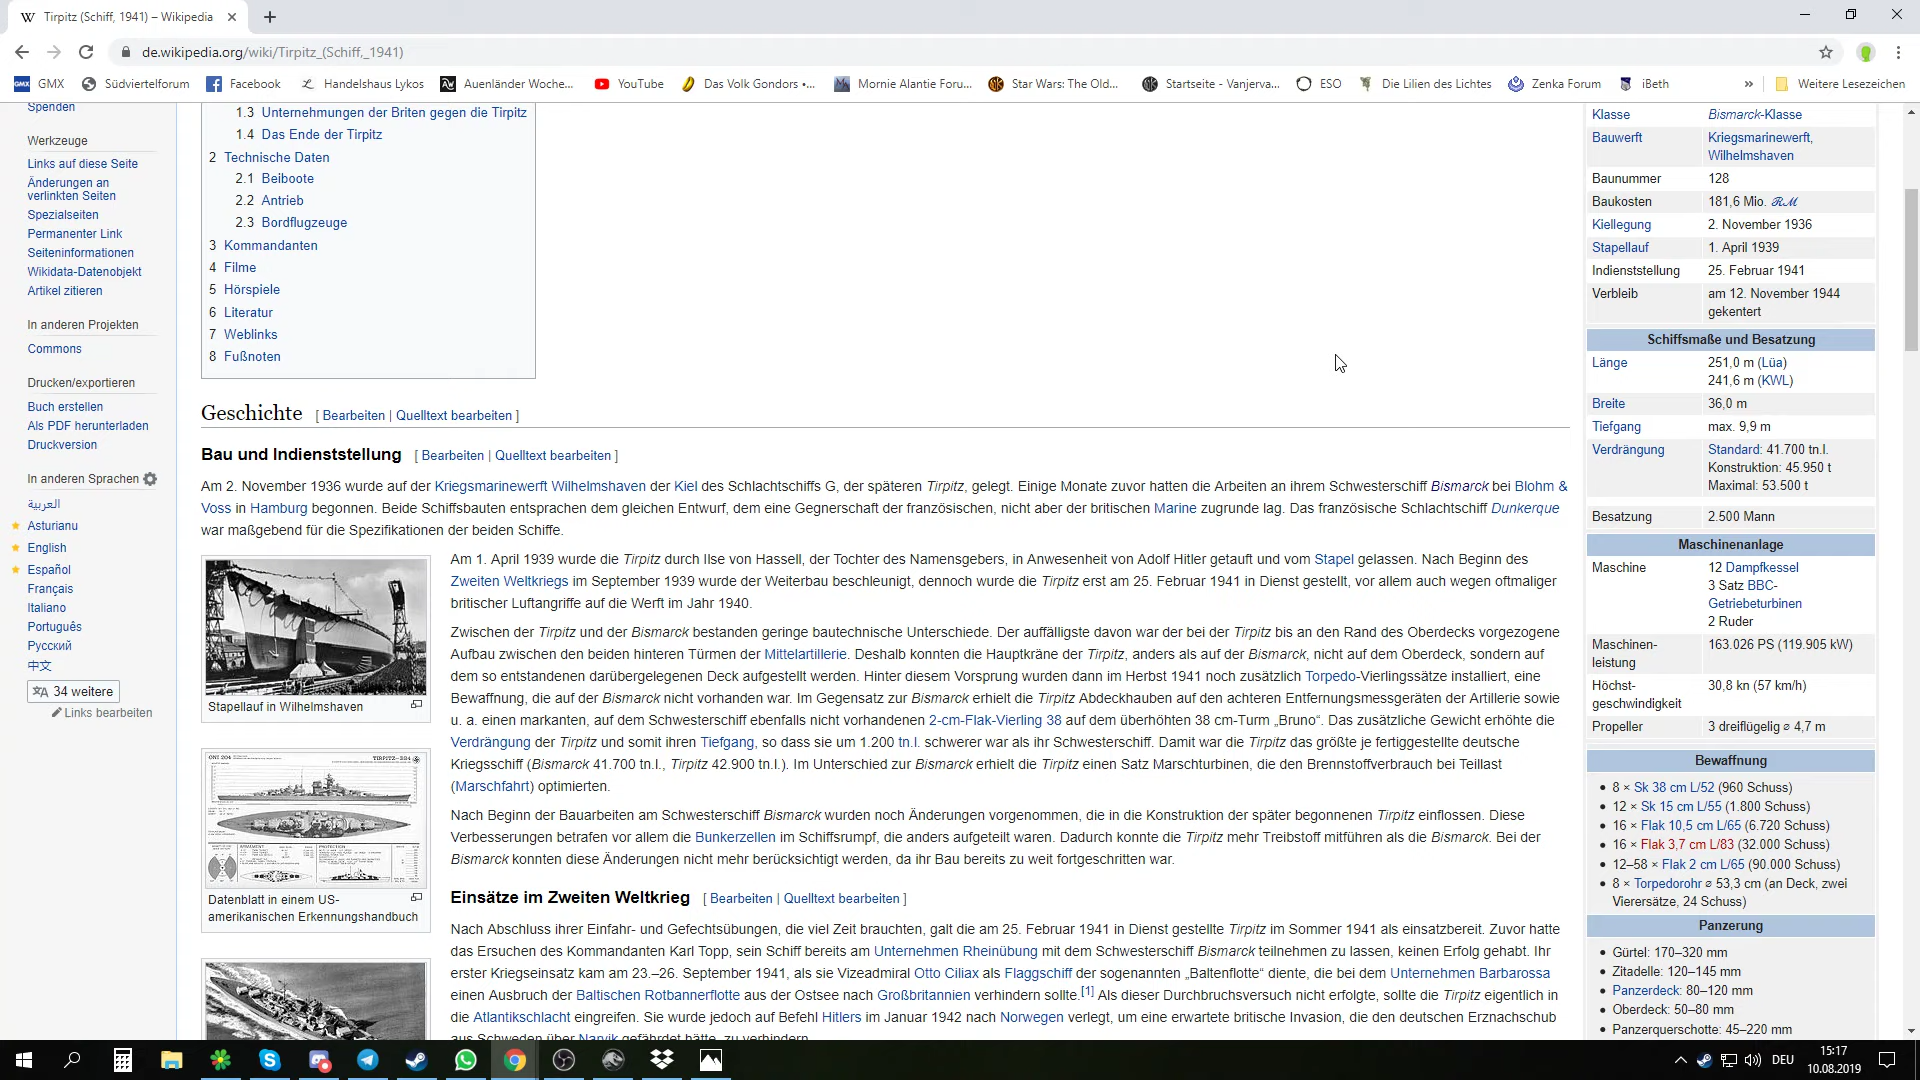 Tirpitz (Schiff, 1941) – Wikipedia
de.wikipedia.org/wiki/Tirpitz_(Schiff,_1941)
GMX Südviertelforum Facebook Handelshaus Lykos Auenländer Woche... YouTube Das Volk Gondors •... Mornie Alantie Foru... Star Wars: The Old... Startseite - Vanjerva... ESO Die Lilien des Lichtes Zenka Forum iBeth » Weitere Lesezeichen
Spenden
Werkzeuge
Links auf diese Seite
Änderungen an
verlinkten Seiten
Spezialseiten
Permanenter Link
Seiteninformationen
Wikidata-Datenobjekt
Artikel zitieren
In anderen Projekten
Commons
Drucken/exportieren
Buch erstellen
Als PDF herunterladen
Druckversion
In anderen Sprachen
العربية
Asturianu
English
Español
Français
Italiano
Português
Русский
中文
34 weitere
Links bearbeiten
1.3 Unternehmungen der Briten gegen die Tirpitz
1.4 Das Ende der Tirpitz
2 Technische Daten
2.1 Beiboote
2.2 Antrieb
2.3 Bordflugzeuge
3 Kommandanten
4 Filme
5 Hörspiele
6 Literatur
7 Weblinks
8 Fußnoten
Geschichte [ Bearbeiten | Quelltext bearbeiten ]
Bau und Indienststellung [ Bearbeiten | Quelltext bearbeiten ]
Am 2. November 1936 wurde auf der Kriegsmarinewerft Wilhelmshaven der Kiel des Schlachtschiffs G, der späteren Tirpitz, gelegt. Einige Monate zuvor hatten die Arbeiten an ihrem Schwesterschiff Bismarck bei Blohm &
Voss in Hamburg begonnen. Beide Schiffsbauten entsprachen dem gleichen Entwurf, dem eine Gegnerschaft der französischen, nicht aber der britischen Marine zugrunde lag. Das französische Schlachtschiff Dunkerque
war maßgebend für die Spezifikationen der beiden Schiffe.
Stapellauf in Wilhelmshaven
Am 1. April 1939 wurde die Tirpitz durch Ilse von Hassell, der Tochter des Namensgebers, in Anwesenheit von Adolf Hitler getauft und vom Stapel gelassen. Nach Beginn des
Zweiten Weltkriegs im September 1939 wurde der Weiterbau beschleunigt, dennoch wurde die Tirpitz erst am 25. Februar 1941 in Dienst gestellt, vor allem auch wegen oftmaliger
britischer Luftangriffe auf die Werft im Jahr 1940.
Zwischen der Tirpitz und der Bismarck bestanden geringe bautechnische Unterschiede. Der auffälligste davon war der bei der Tirpitz bis an den Rand des Oberdecks vorgezogene
Aufbau zwischen den beiden hinteren Türmen der Mittelartillerie. Deshalb konnten die Hauptkräne der Tirpitz, anders als auf der Bismarck, nicht auf dem Oberdeck, sondern auf
dem so entstandenen darübergelegenen Deck aufgestellt werden. Hinter diesem Vorsprung wurden dann im Herbst 1941 noch zusätzlich Torpedo-Vierlingssätze installiert, eine
Bewaffnung, die auf der Bismarck nicht vorhanden war. Im Gegensatz zur Bismarck erhielt die Tirpitz Abdeckhauben auf den achteren Entfernungsmessgeräten der Artillerie sowie
u. a. einen markanten, auf dem Schwesterschiff ebenfalls nicht vorhandenen 2-cm-Flak-Vierling 38 auf dem überhöhten 38 cm-Turm „Bruno“. Das zusätzliche Gewicht erhöhte die
Verdrängung der Tirpitz und somit ihren Tiefgang, so dass sie um 1.200 tn.l. schwerer war als ihr Schwesterschiff. Damit war die Tirpitz das größte je fertiggestellte deutsche
Kriegsschiff (Bismarck 41.700 tn.l., Tirpitz 42.900 tn.l.). Im Unterschied zur Bismarck erhielt die Tirpitz einen Satz Marschturbinen, die den Brennstoffverbrauch bei Teillast
(Marschfahrt) optimierten.
ONI 204
TIRPITZ-
ARMAMENT
PROTECTION
Datenblatt in einem US-
amerikanischen Erkennungshandbuch
Nach Beginn der Bauarbeiten am Schwesterschiff Bismarck wurden noch Änderungen vorgenommen, die in die Konstruktion der später begonnenen Tirpitz einflossen. Diese
Verbesserungen betrafen vor allem die Bunkerzellen im Schiffsrumpf, die anders aufgeteilt waren. Dadurch konnte die Tirpitz mehr Treibstoff mitführen als die Bismarck. Bei der
Bismarck konnten diese Änderungen nicht mehr berücksichtigt werden, da ihr Bau bereits zu weit fortgeschritten war.
Einsätze im Zweiten Weltkrieg [ Bearbeiten | Quelltext bearbeiten ]
Nach Abschluss ihrer Einfahr- und Gefechtsübungen, die viel Zeit brauchten, galt die am 25. Februar 1941 in Dienst gestellte Tirpitz im Sommer 1941 als einsatzbereit. Zuvor hatte
das Ersuchen des Kommandanten Karl Topp, sein Schiff bereits am Unternehmen Rheinübung mit dem Schwesterschiff Bismarck teilnehmen zu lassen, keinen Erfolg gehabt. Ihr
erster Kriegseinsatz kam am 23.–26. September 1941, als sie Vizeadmiral Otto Ciliax als Flaggschiff der sogenannten „Baltenflotte“ diente, die bei dem Unternehmen Barbarossa
einen Ausbruch der Baltischen Rotbannerflotte aus der Ostsee nach Großbritannien verhindern sollte.[1] Als dieser Durchbruchsversuch nicht erfolgte, sollte die Tirpitz eigentlich in
die Atlantikschlacht eingreifen. Sie wurde jedoch auf Befehl Hitlers im Januar 1942 nach Norwegen verlegt, um eine erwartete britische Invasion, die den deutschen Erznachschub
aus Schweden über Narvik gefährdet hätte, zu verhindern.
Klasse Bismarck-Klasse
Bauwerft Kriegsmarinewerft,
Wilhelmshaven
Baunummer 128
Baukosten 181,6 Mio. RM
Kiellegung 2. November 1936
Stapellauf 1. April 1939
Indienststellung 25. Februar 1941
Verbleib am 12. November 1944
gekentert
Schiffsmaße und Besatzung
Länge 251,0 m (Lüa)
241,6 m (KWL)
Breite 36,0 m
Tiefgang max. 9,9 m
Verdrängung Standard: 41.700 tn.l.
Konstruktion: 45.950 t
Maximal: 53.500 t
Besatzung 2.500 Mann
Maschinenanlage
Maschine 12 Dampfkessel
3 Satz BBC-
Getriebeturbinen
2 Ruder
Maschinen- 163.026 PS (119.905 kW)
leistung
Höchst- 30,8 kn (57 km/h)
geschwindigkeit
Propeller 3 dreiflügelig ⌀ 4,7 m
Bewaffnung
8 × Sk 38 cm L/52 (960 Schuss)
12 × Sk 15 cm L/55 (1.800 Schuss)
16 × Flak 10,5 cm L/65 (6.720 Schuss)
16 × Flak 3,7 cm L/83 (32.000 Schuss)
12–58 × Flak 2 cm L/65 (90.000 Schuss)
8 × Torpedorohr ⌀ 53,3 cm (an Deck, zwei
Vierersätze, 24 Schuss)
Panzerung
Gürtel: 170–320 mm
Zitadelle: 120–145 mm
Panzerdeck: 80–120 mm
Oberdeck: 50–80 mm
Panzerquerschotte: 45–220 mm
DEU
15:17
10.08.2019